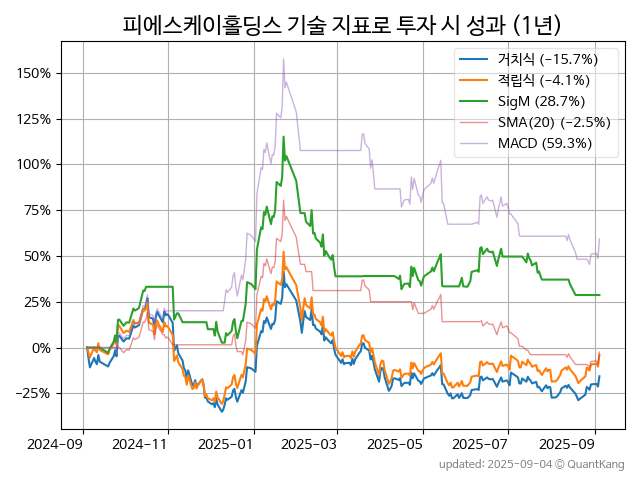 피에스케이홀딩스 기술 지표로 투자 시 성과 (1년)
거치식 (-15.7%)
적립식 (-4.1%)
SigM (28.7%)
SMA(20) (-2.5%)
MACD (59.3%)
150%
125%
100%
75%
50%
25%
0%
−25%
2024-09 2024-11 2025-01 2025-03 2025-05 2025-07 2025-09
updated: 2025-09-04 © QuantKang